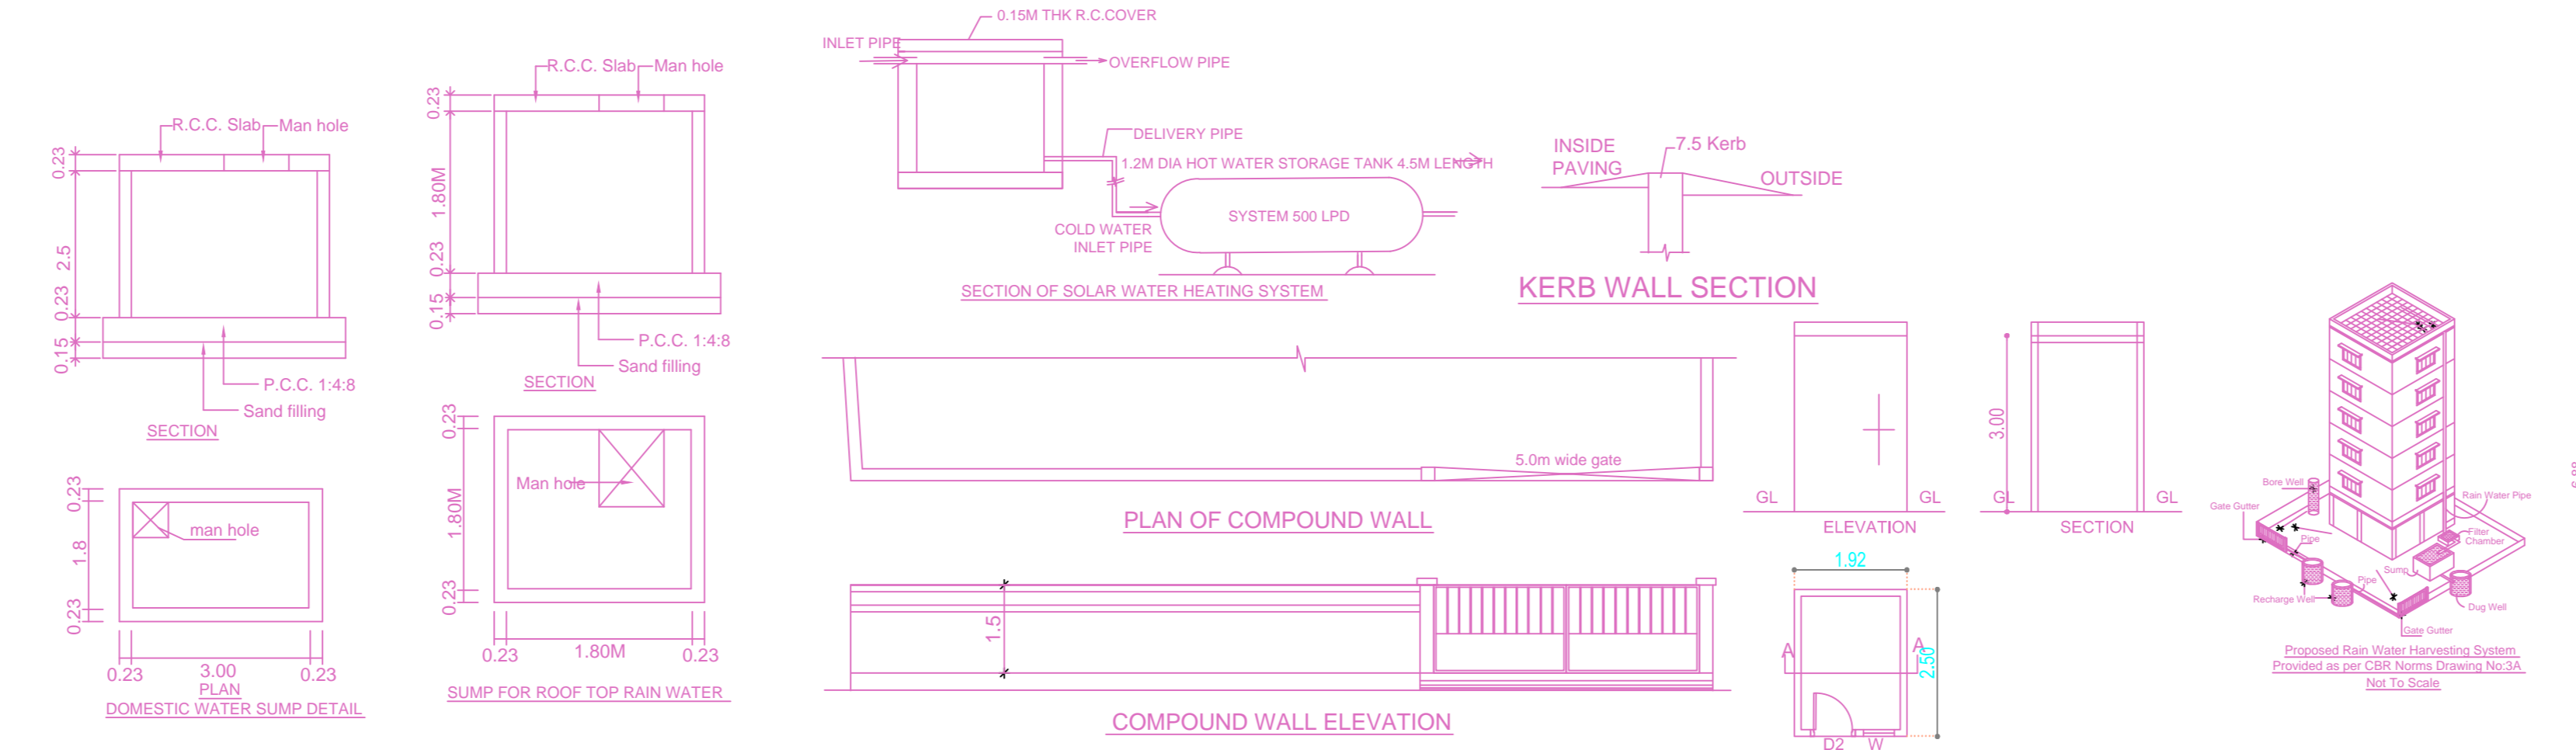 R.C.C. Slab
Man hole
0.23
2.5
0.23
0.15
P.C.C. 1:4:8
Sand filling
SECTION
0.23
1.8
0.23
man hole
0.23
3.00
0.23
PLAN
DOMESTIC WATER SUMP DETAIL
R.C.C. Slab
Man hole
0.23
1.80M
0.23
0.15
P.C.C. 1:4:8
Sand filling
SECTION
0.23
1.80M
0.23
Man hole
0.23
1.80M
0.23
SUMP FOR ROOF TOP RAIN WATER
0.15M THK R.C.COVER
INLET PIPE
OVERFLOW PIPE
DELIVERY PIPE
1.2M DIA HOT WATER STORAGE TANK 4.5M LENGTH
SYSTEM 500 LPD
COLD WATER
INLET PIPE
SECTION OF SOLAR WATER HEATING SYSTEM
INSIDE
PAVING
7.5 Kerb
OUTSIDE
KERB WALL SECTION
5.0m wide gate
PLAN OF COMPOUND WALL
1.5
COMPOUND WALL ELEVATION
GL
GL
ELEVATION
3.00
GL
GL
SECTION
1.92
A
A
2.50
D2
W
Bore Well
Gate Gutter
Rain Water Pipe
Filter
Chamber
Pipe
Sump
Pipe
Recharge Well
Dug Well
Gate Gutter
Proposed Rain Water Harvesting System
Provided as per CBR Norms Drawing No:3A
Not To Scale